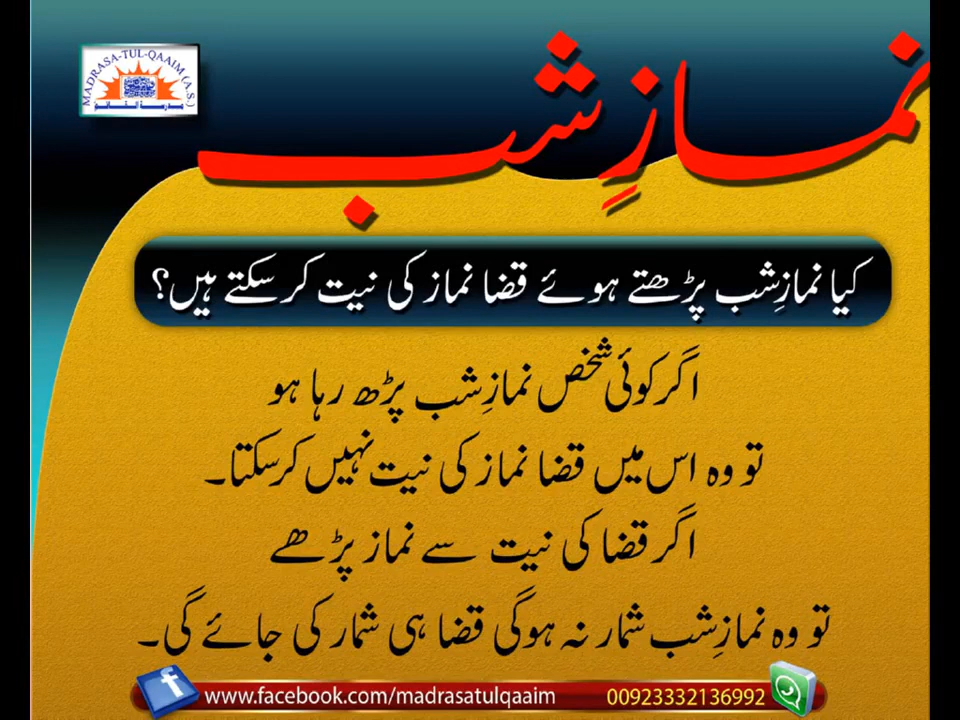 MADRASA-TUL-QAAIM (A.S)
مدرسۃ القائم
نمازِ شب
کیا نمازِ شب پڑھتے ہوئے قضا نماز کی نیت کر سکتے ہیں؟
اگر کوئی شخص نمازِ شب پڑھ رہا ہو
تو وہ اس میں قضا نماز کی نیت نہیں کر سکتا۔
اگر قضا کی نیت سے نماز پڑھے
تو وہ نمازِ شب شمار نہ ہوگی قضا ہی شمار کی جائے گی۔
www.facebook.com/madrasatulqaaim 00923332136992